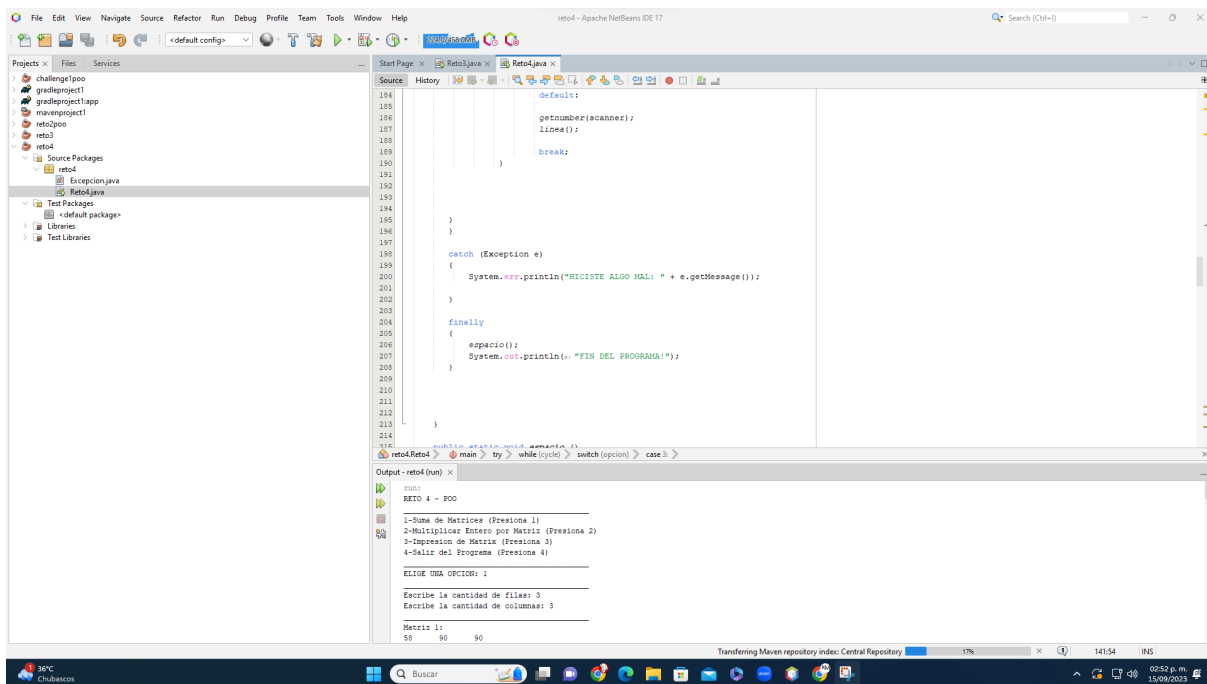 File Edit View Navigate Source Refactor Run Debug Profile Team Tools Window Help
reto4 - Apache NetBeans IDE 17
Search (Ctrl+I)
<default config>
Projects
Files
Services
challenge1poo
gradleproject1
gradleproject1:app
mavenproject1
reto2poo
reto3
reto4
Source Packages
reto4
Excepcion.java
Reto4.java
Test Packages
<default package>
Libraries
Test Libraries
Start Page
Reto3.java
Reto4.java
Source History
184 default:
185
186 getnumber(scanner);
187 linea();
188
189 break;
190 }
191
192
193
194
195 }
196 }
197
198 catch (Exception e)
199 {
200 System.err.println("HICISTE ALGO MAL: " + e.getMessage());
201
202 }
203
204 finally
205 {
206 espacio();
207 System.out.println(x: "FIN DEL PROGRAMA!");
208 }
209
210
211
212
213 }
214
215 public static void espacio ()
reto4.Reto4 main try while (cycle) switch (opcion) case 3:
Output - reto4 (run)
run:
RETO 4 - POO
1-Suma de Matrices (Presiona 1)
2-Multiplicar Entero por Matriz (Presiona 2)
3-Impresion de Matrix (Presiona 3)
4-Salir del Programa (Presiona 4)
ELIGE UNA OPCION: 1
Escribe la cantidad de filas: 3
Escribe la cantidad de columnas: 3
Matriz 1:
58 90 90
Transferring Maven repository index: Central Repository
17%
141:54
INS
36°C
Chubascos
Buscar
02:52 p. m.
15/09/2023